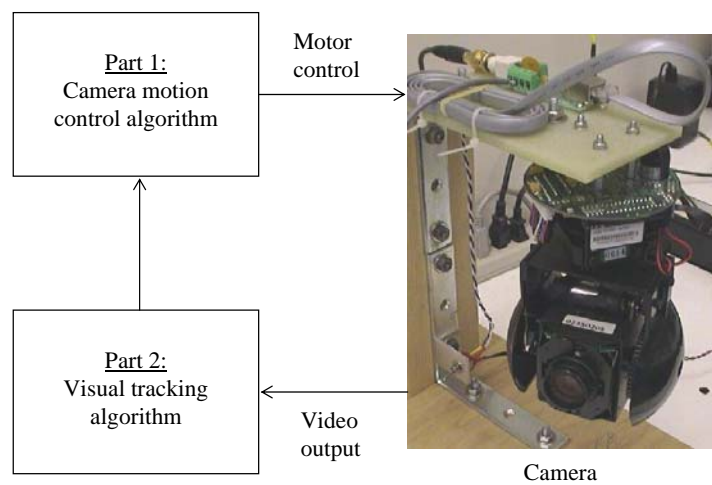 Part 1:
Camera motion
control algorithm
Motor
control
Part 2:
Visual tracking
algorithm
Video
output
Camera